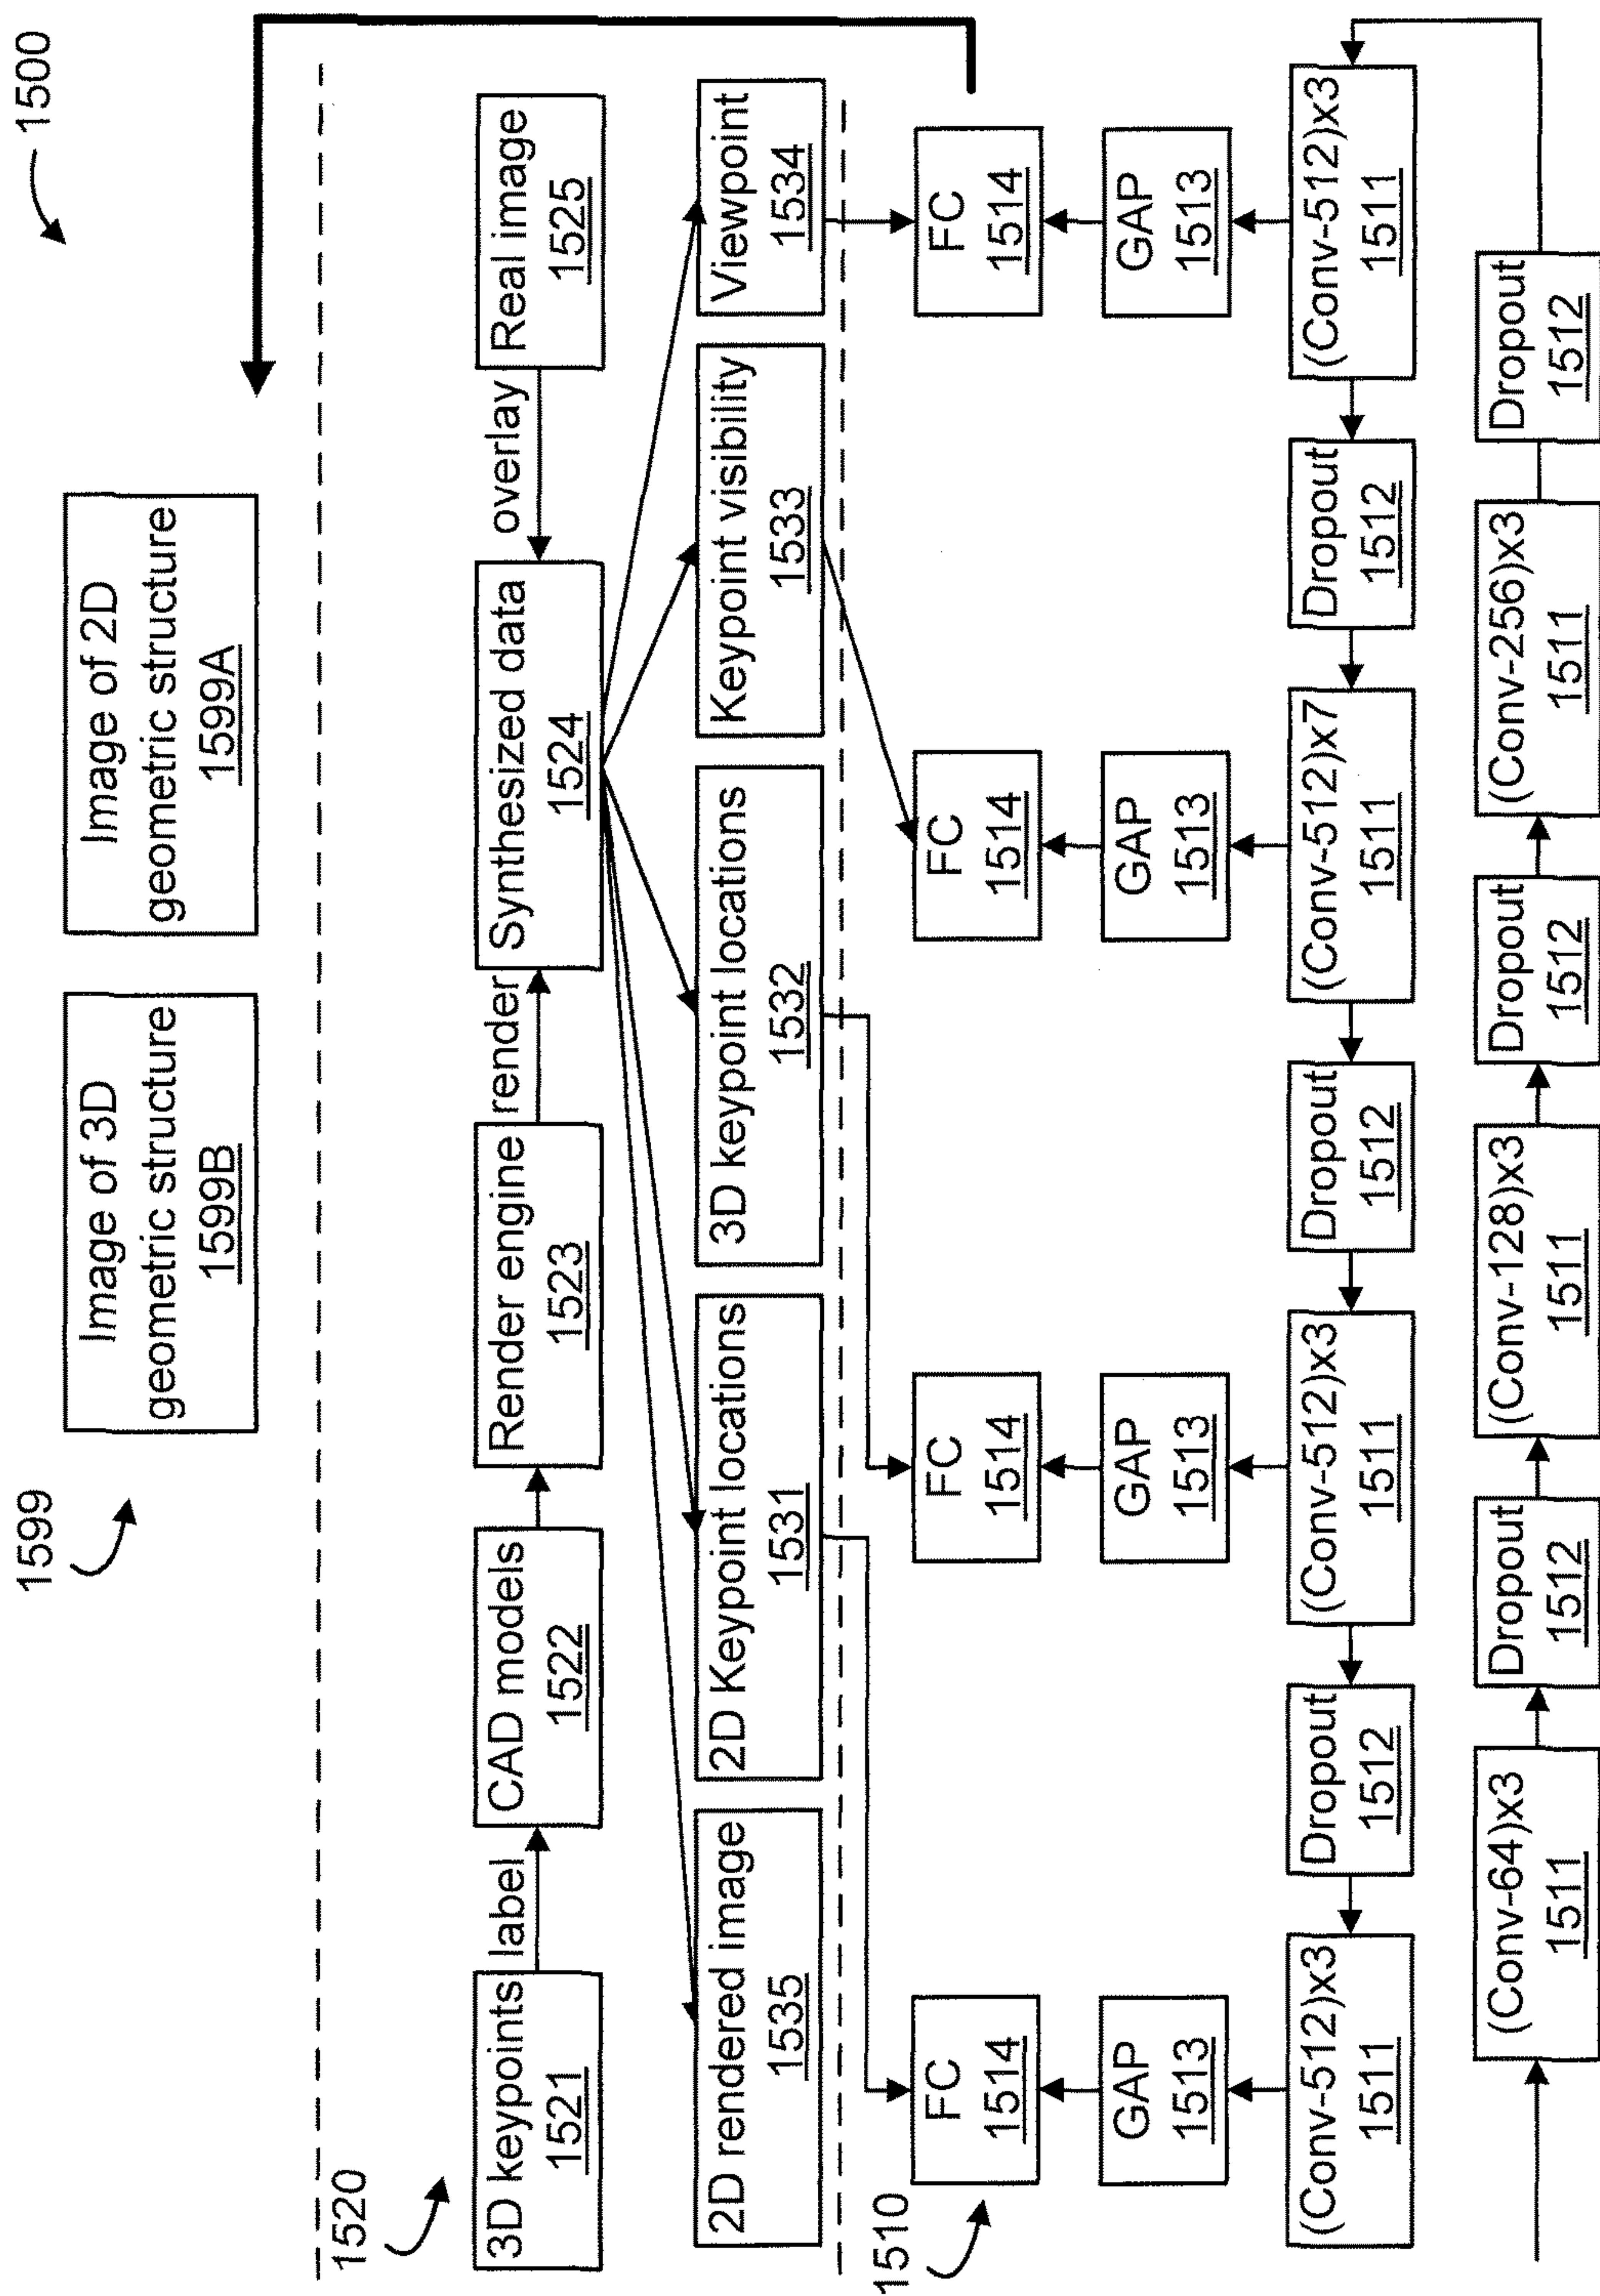 1500
1599
Image of 3D
geometric structure
1599B
Image of 2D
geometric structure
1599A
1520
3D keypoints
1521
label
CAD models
1522
Render engine
1523
render
Synthesized data
1524
overlay
Real image
1525
2D rendered image
1535
2D Keypoint locations
1531
3D keypoint locations
1532
Keypoint visibility
1533
Viewpoint
1534
1510
FC
1514
FC
1514
FC
1514
FC
1514
GAP
1513
GAP
1513
GAP
1513
GAP
1513
(Conv-512)x3
1511
Dropout
1512
(Conv-512)x3
1511
Dropout
1512
(Conv-512)x7
1511
Dropout
1512
(Conv-512)x3
1511
(Conv-64)x3
1511
Dropout
1512
(Conv-128)x3
1511
Dropout
1512
(Conv-256)x3
1511
Dropout
1512